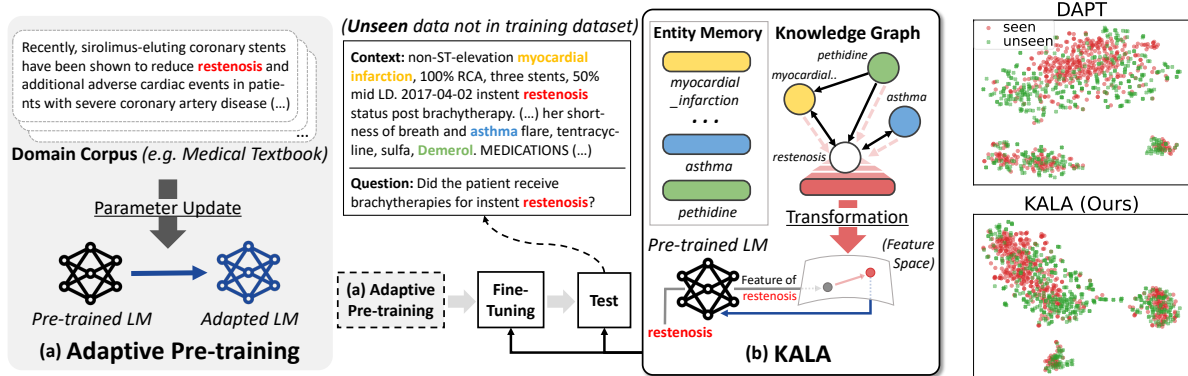 Recently, sirolimus-eluting coronary stents
have been shown to reduce restenosis and
additional adverse cardiac events in patie-
nts with severe coronary artery disease (...)
...
Domain Corpus (e.g. Medical Textbook)
Parameter Update
Pre-trained LM
Adapted LM
(a) Adaptive Pre-training
(Unseen data not in training dataset)
Context: non-ST-elevation myocardial
infarction, 100% RCA, three stents, 50%
mid LD. 2017-04-02 instent restenosis
status post brachytherapy. (...) her short-
ness of breath and asthma flare, tentracyc-
line, sulfa, Demerol. MEDICATIONS (...)
Question: Did the patient receive
brachytherapies for instent restenosis?
(a) Adaptive
Pre-training
Fine-
Tuning
Test
Entity Memory
myocardial
_infarction
...
asthma
pethidine
Knowledge Graph
pethidine
myocardial..
asthma
restenosis
Transformation
Pre-trained LM
(Feature
Space)
Feature of
restenosis
restenosis
(b) KALA
DAPT
seen
unseen
KALA (Ours)